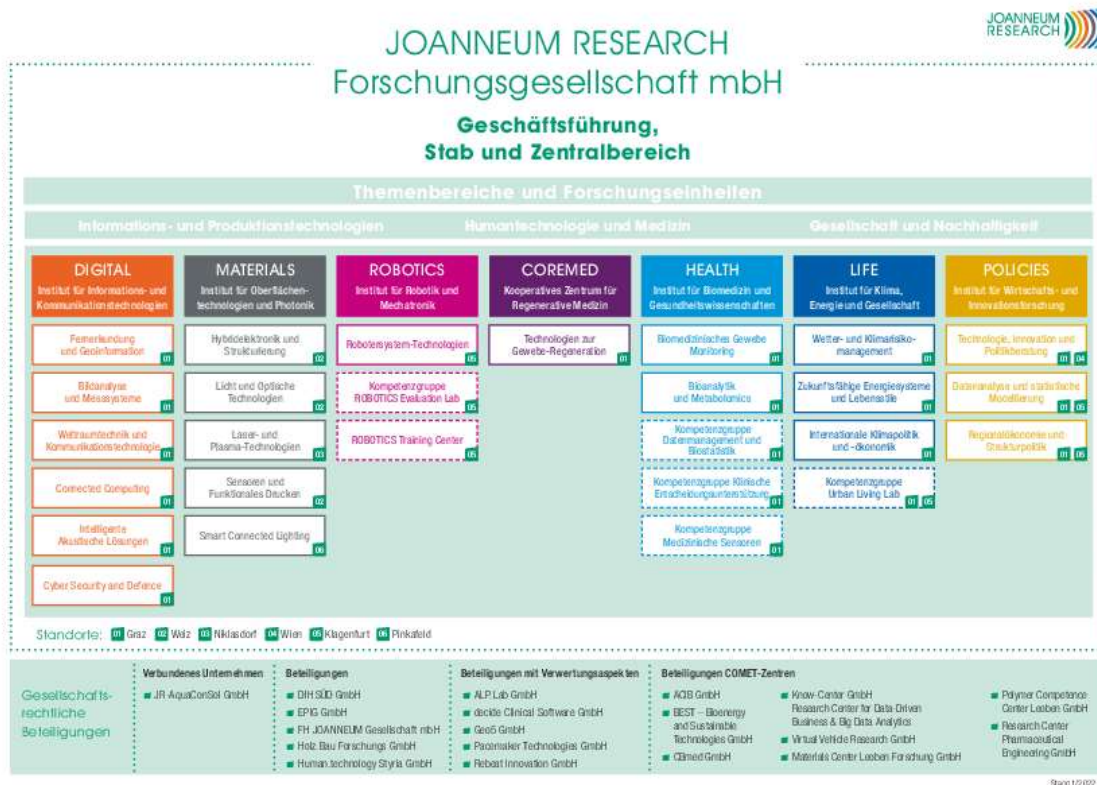 JOANNEUM
RESEARCH
JOANNEUM RESEARCH
Forschungsgesellschaft mbH
Geschäftsführung,
Stab und Zentralbereich
Themenbereiche und Forschungseinheiten
Informations- und Produktionstechnologien
Humantechnologie und Medizin
Gesellschaft und Nachhaltigkeit
DIGITAL
Institut für Informations- und
Kommunikationstechnologien
Fernerkundung
und Geoinformation
01
Bildanalyse
und Messsysteme
01
Weltraumtechnik und
Kommunikationstechnologie
01
Connected Computing
01
Intelligente
Akustische Lösungen
01
Cyber Security and Defence
01
MATERIALS
Institut für Oberflächen-
technologien und Photonik
Hybridelektronik und
Strukturierung
02
Licht und Optische
Technologien
02
Laser- und
Plasma-Technologien
03
Sensoren und
Funktionales Drucken
02
Smart Connected Lighting
06
ROBOTICS
Institut für Robotik und
Mechatronik
Robotersystem-Technologien
05
Kompetenzgruppe
ROBOTICS Evaluation Lab
05
ROBOTICS Training Center
05
COREMED
Kooperatives Zentrum für
Regenerative Medizin
Technologien zur
Gewebe-Regeneration
01
HEALTH
Institut für Biomedizin und
Gesundheitswissenschaften
Biomedizinisches Gewebe
Monitoring
01
Bioanalytik
und Metabolomics
01
Kompetenzgruppe
Datenmanagement und
Biostatistik
01
Kompetenzgruppe Klinische
Entscheidungsunterstützung
01
Kompetenzgruppe
Medizinische Sensoren
01
LIFE
Institut für Klima,
Energie und Gesellschaft
Wetter- und Klimarisiko-
management
01
Zukunftsfähige Energiesysteme
und Lebensstile
01
Internationale Klimapolitik
und -ökonomik
01
Kompetenzgruppe
Urban Living Lab
01 05
POLICIES
Institut für Wirtschafts- und
Innovationsforschung
Technologie, Innovation und
Politikberatung
01 04
Datenanalyse und statistische
Modellierung
01 05
Regionalökonomie und
Strukturpolitik
01 05
Standorte: 01 Graz 02 Weiz 03 Niklasdorf 04 Wien 05 Klagenfurt 06 Pinkafeld
Gesellschafts-
rechtliche
Beteiligungen
Verbundenes Unternehmen
JR-AquaConSol GmbH
Beteiligungen
DIH SÜD GmbH
EPIG GmbH
FH JOANNEUM Gesellschaft mbH
Holz.Bau Forschungs GmbH
Human.technology Styria GmbH
Beteiligungen mit Verwertungsaspekten
ALP.Lab GmbH
decide Clinical Software GmbH
Geo5 GmbH
Pacemaker Technologies GmbH
Rebeat Innovation GmbH
Beteiligungen COMET-Zentren
ACIB GmbH
BEST – Bioenergy
and Sustainable
Technologies GmbH
CBmed GmbH
Know-Center GmbH
Research Center for Data-Driven
Business & Big Data Analytics
Virtual Vehicle Research GmbH
Materials Center Leoben Forschung GmbH
Polymer Competence
Center Leoben GmbH
Research Center
Pharmaceutical
Engineering GmbH
Stand 1/2022